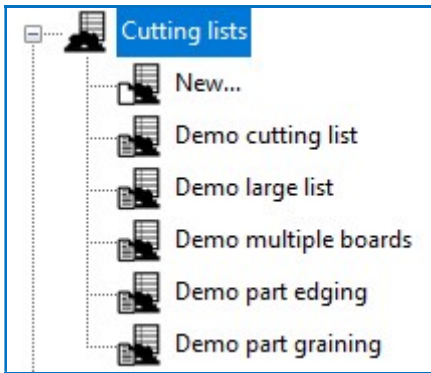 Cutting lists
New...
Demo cutting list
Demo large list
Demo multiple boards
Demo part edging
Demo part graining